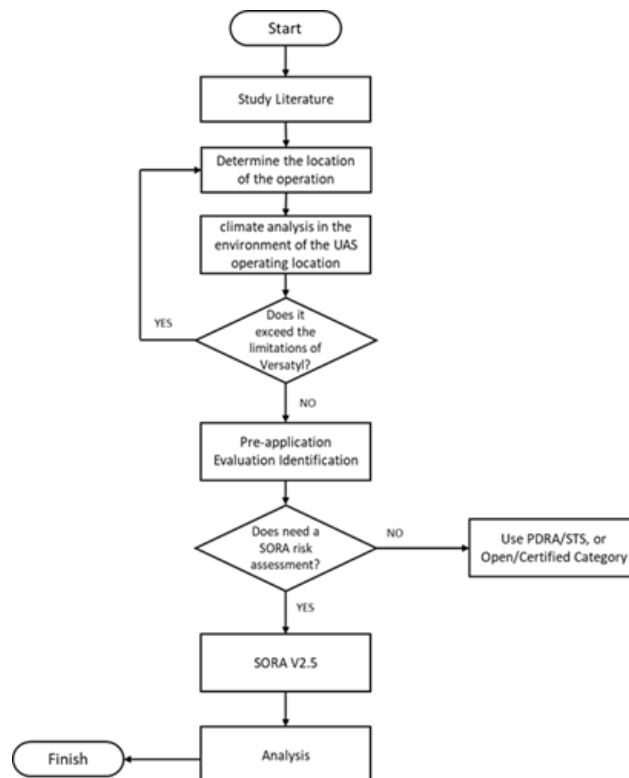 Start
Study Literature
Determine the location
of the operation
climate analysis in the
environment of the UAS
operating location
Does it
exceed the
limitations of
Versatyl?
YES
NO
Pre-application
Evaluation Identification
Does need a
SORA risk
assessment?
NO
Use PDRA/STS, or
Open/Certified Category
YES
SORA V2.5
Analysis
Finish